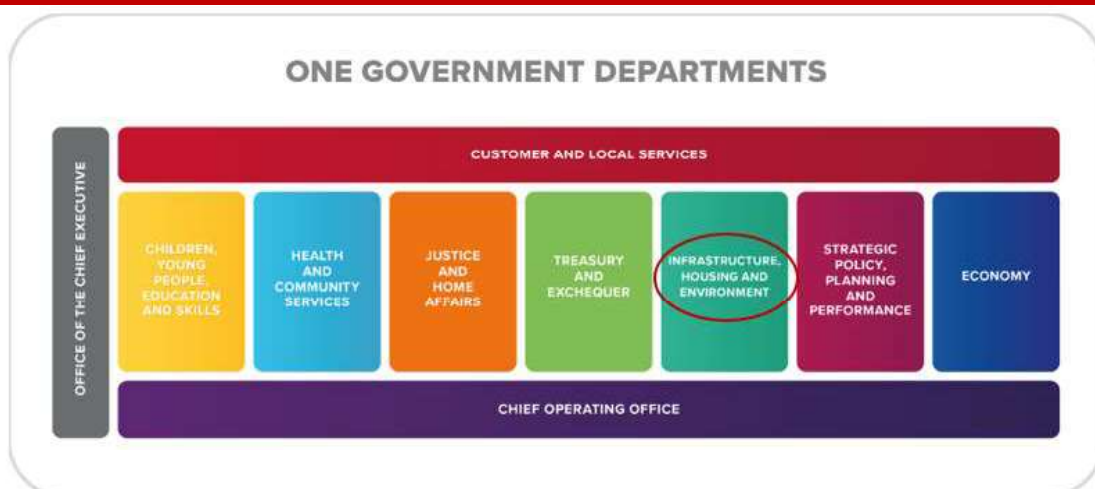 ONE GOVERNMENT DEPARTMENTS
OFFICE OF THE CHIEF EXECUTIVE
CUSTOMER AND LOCAL SERVICES
CHILDREN,
YOUNG
PEOPLE,
EDUCATION
AND SKILLS
HEALTH
AND
COMMUNITY
SERVICES
JUSTICE
AND
HOME
AFFAIRS
TREASURY
AND
EXCHEQUER
INFRASTRUCTURE,
HOUSING AND
ENVIRONMENT
STRATEGIC
POLICY,
PLANNING
AND
PERFORMANCE
ECONOMY
CHIEF OPERATING OFFICE